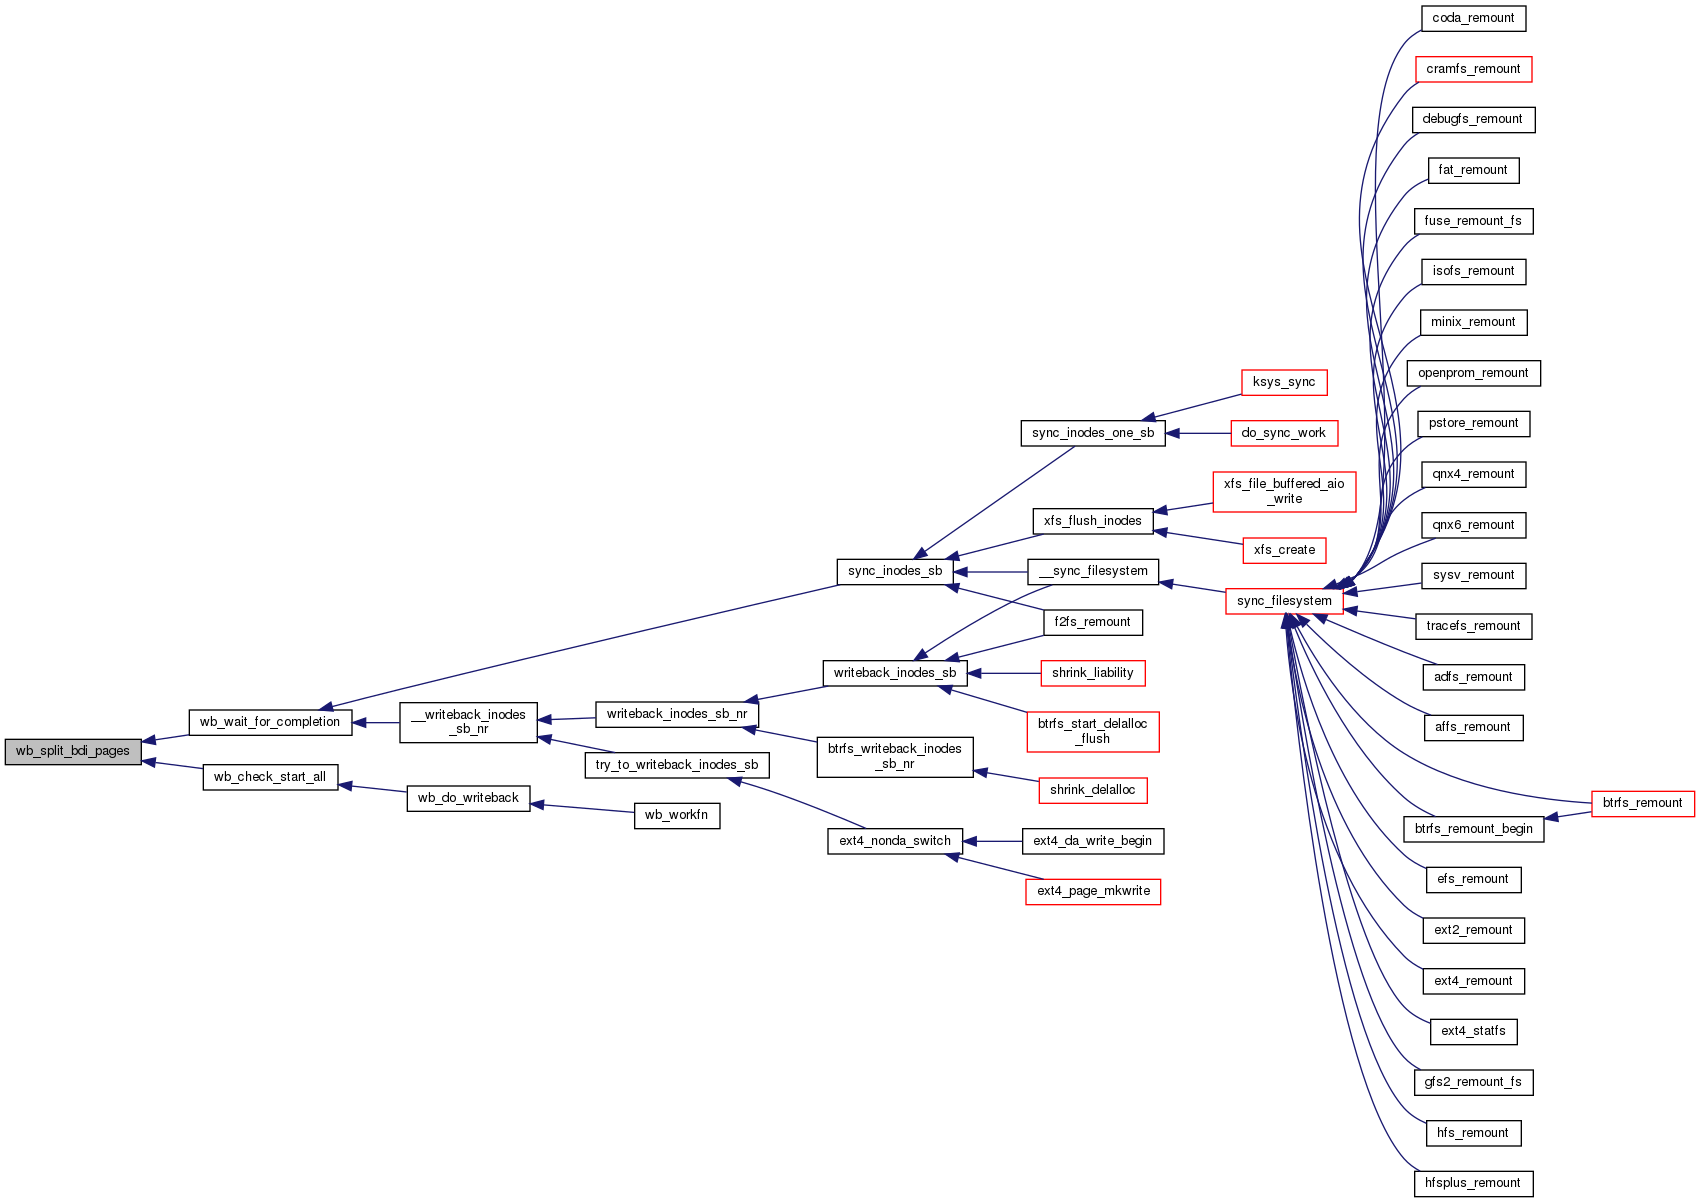 coda_remount
cramfs_remount
debugfs_remount
fat_remount
fuse_remount_fs
isofs_remount
minix_remount
openprom_remount
pstore_remount
qnx4_remount
qnx6_remount
sysv_remount
tracefs_remount
adfs_remount
affs_remount
btrfs_remount
btrfs_remount_begin
efs_remount
ext2_remount
ext4_remount
ext4_statfs
gfs2_remount_fs
hfs_remount
hfsplus_remount
sync_filesystem
ksys_sync
do_sync_work
xfs_file_buffered_aio
_write
xfs_create
sync_inodes_one_sb
xfs_flush_inodes
__sync_filesystem
f2fs_remount
shrink_liability
btrfs_start_delalloc
_flush
shrink_delalloc
ext4_da_write_begin
ext4_page_mkwrite
sync_inodes_sb
writeback_inodes_sb
btrfs_writeback_inodes
_sb_nr
ext4_nonda_switch
writeback_inodes_sb_nr
try_to_writeback_inodes_sb
wb_workfn
__writeback_inodes
_sb_nr
wb_do_writeback
wb_wait_for_completion
wb_check_start_all
wb_split_bdi_pages